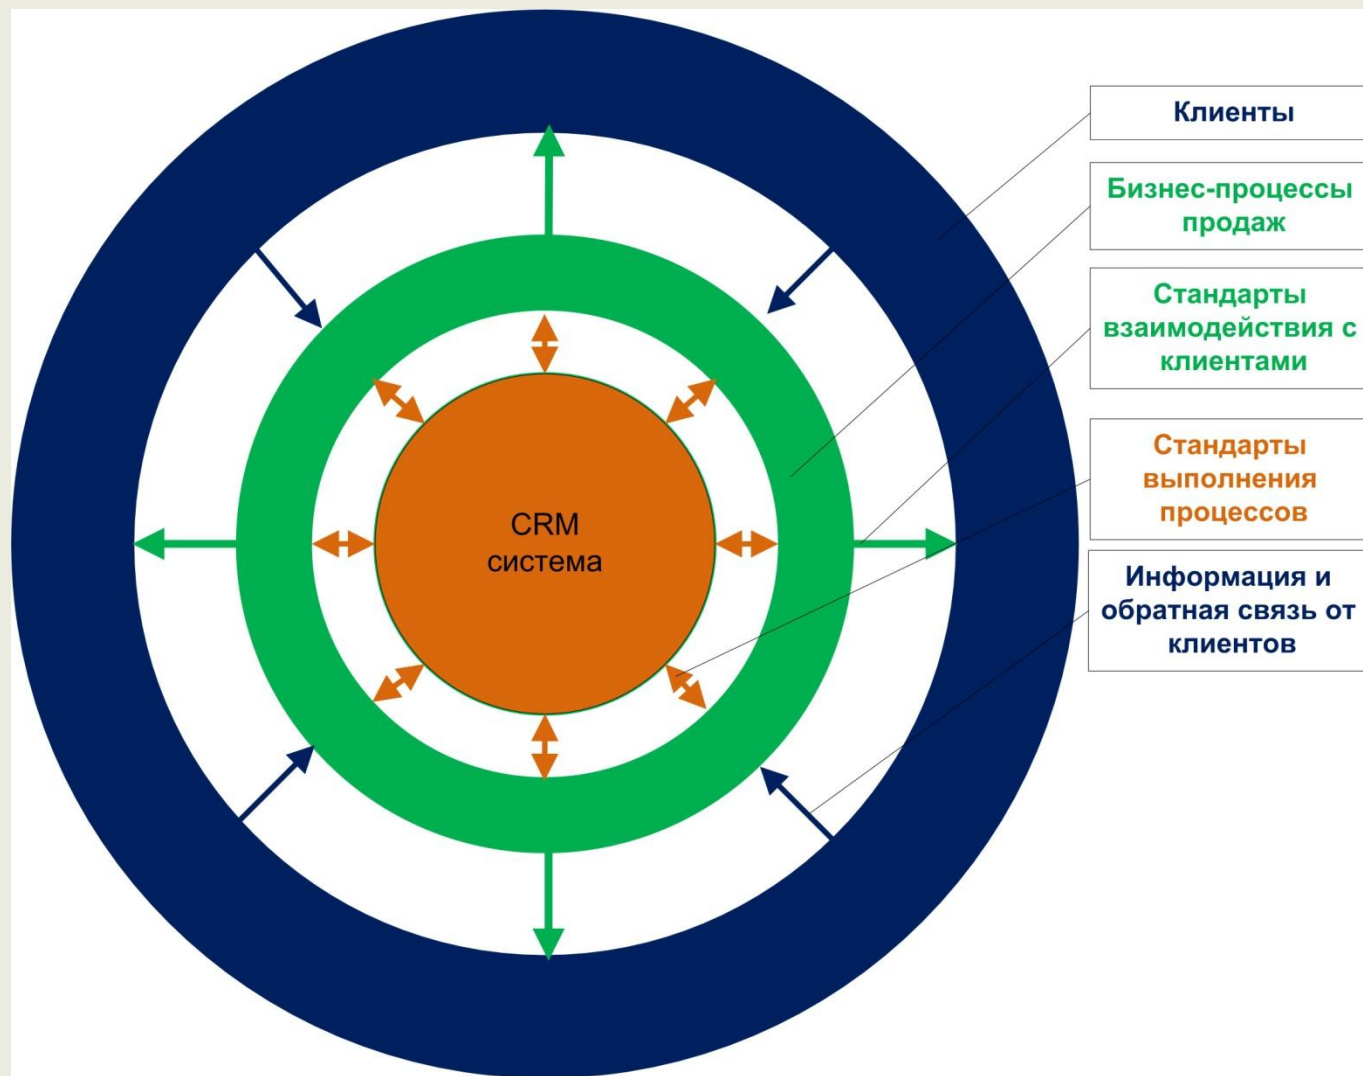 Клиенты
Бизнес-процессы
продаж
Стандарты
взаимодействия с
клиентами
Стандарты
выполнения
процессов
Информация и
обратная связь от
клиентов
CRM
система